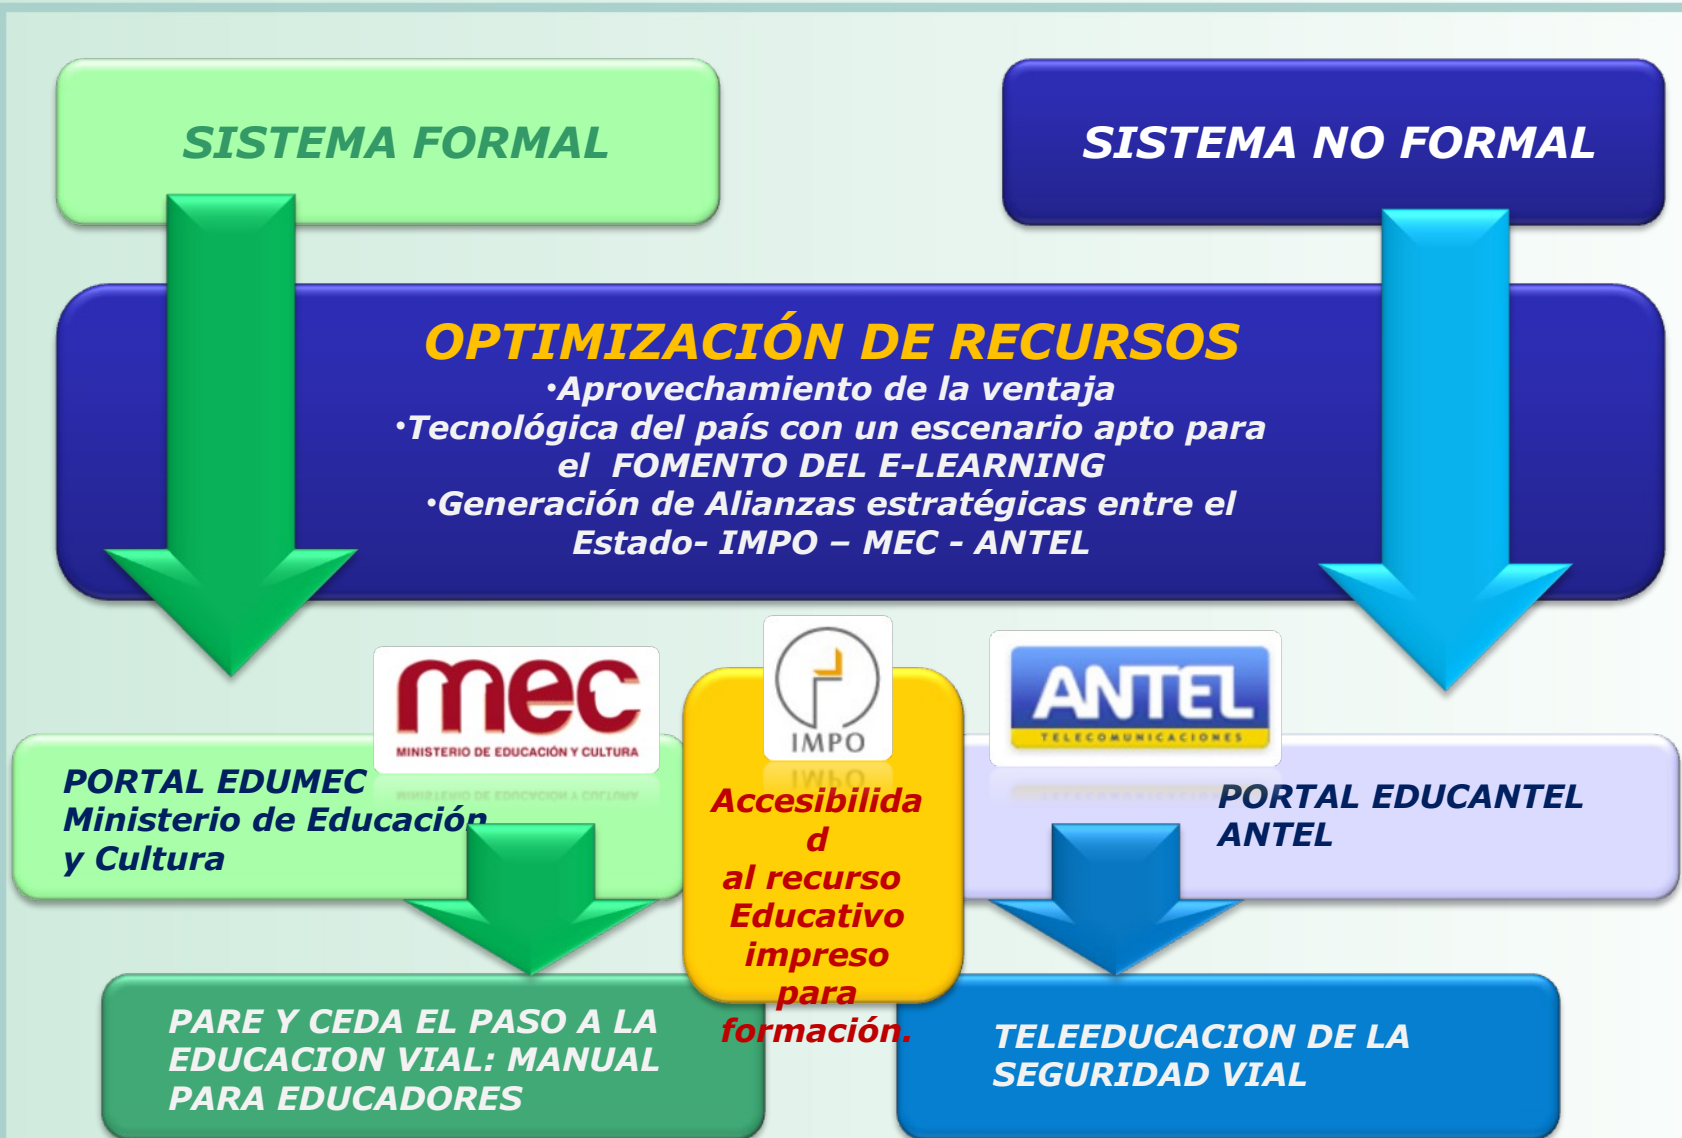 SISTEMA FORMAL
SISTEMA NO FORMAL
OPTIMIZACIÓN DE RECURSOS
•Aprovechamiento de la ventaja
•Tecnológica del país con un escenario apto para
el FOMENTO DEL E-LEARNING
•Generación de Alianzas estratégicas entre el
Estado- IMPO – MEC - ANTEL
mec
MINISTERIO DE EDUCACIÓN Y CULTURA
IMPO
ANTEL
TELECOMUNICACIONES
PORTAL EDUMEC
Ministerio de Educación
y Cultura
Accesibilida
d
al recurso
Educativo
impreso
para
formación.
PORTAL EDUCANTEL
ANTEL
PARE Y CEDA EL PASO A LA
EDUCACION VIAL: MANUAL
PARA EDUCADORES
TELEEDUCACION DE LA
SEGURIDAD VIAL